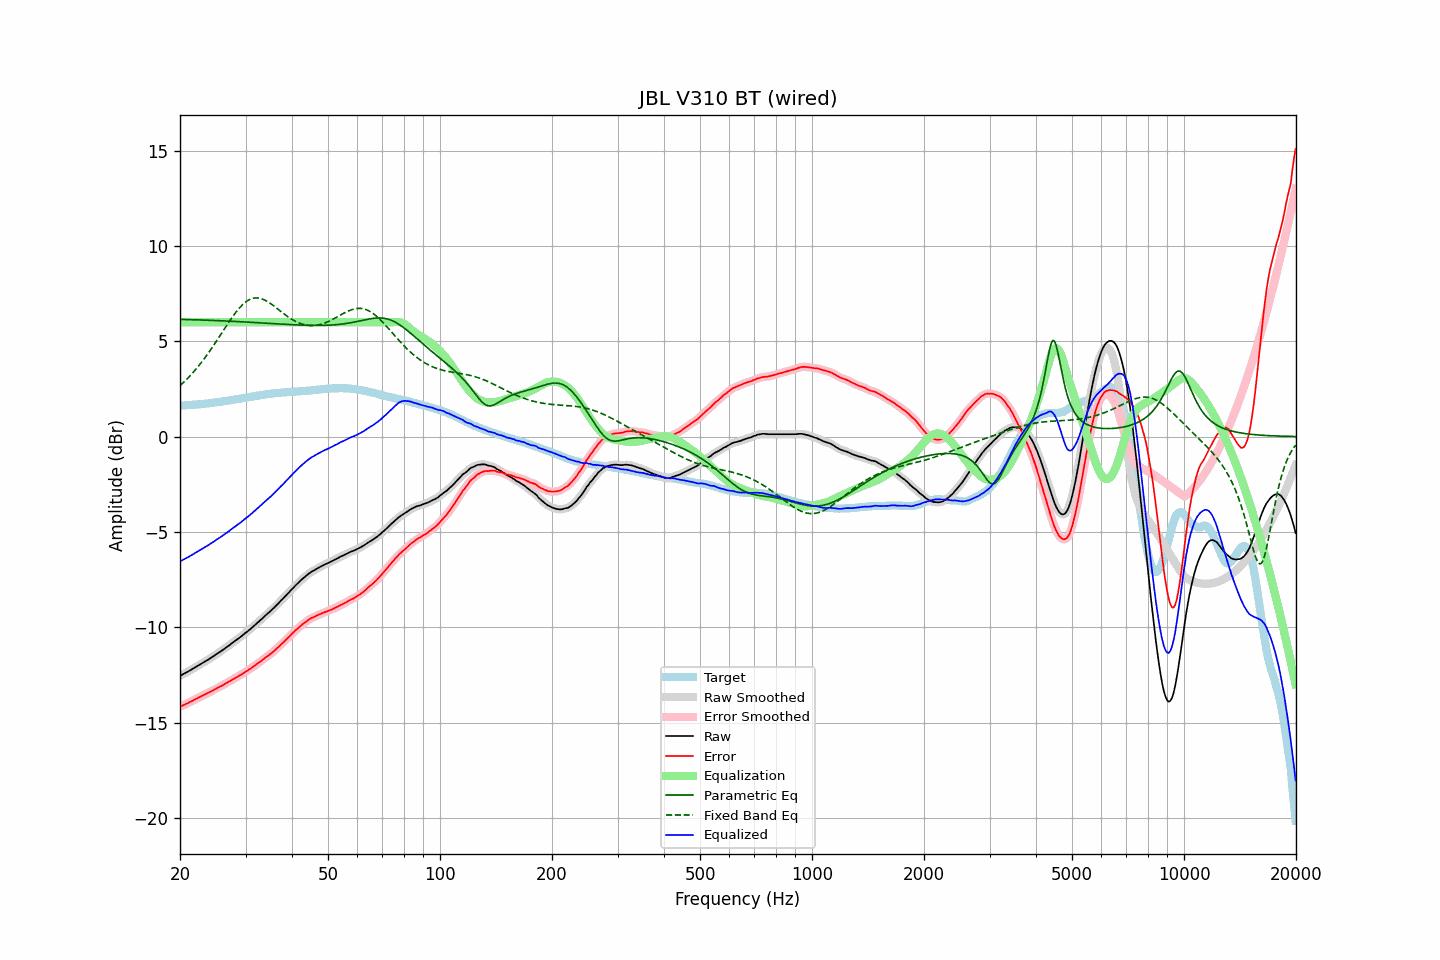 JBL V310 BT (wired)
Amplitude (dBr)
15
10
5
0
−5
−10
−15
−20
Target
Raw Smoothed
Error Smoothed
Raw
Error
Equalization
Parametric Eq
Fixed Band Eq
Equalized
20 50 100 200 500 1000 2000 5000 10000 20000
Frequency (Hz)